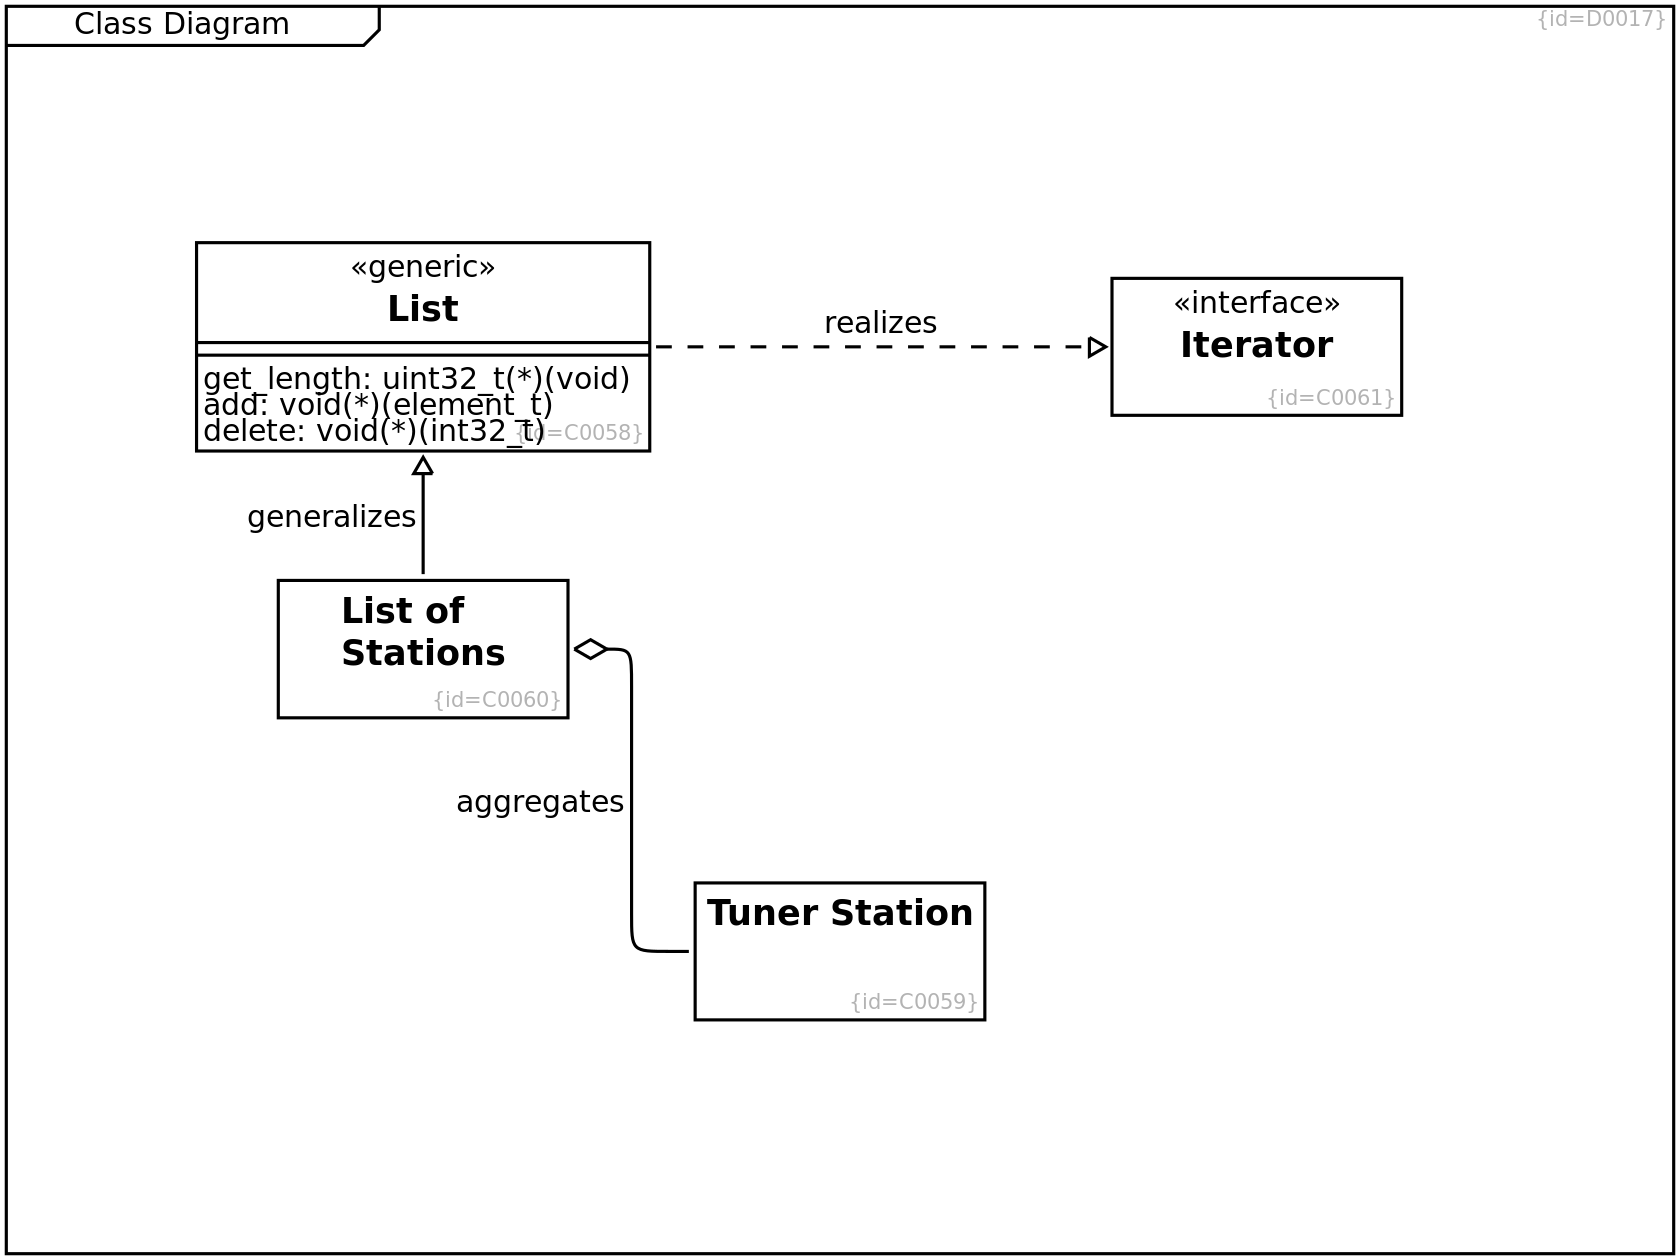 Class Diagram
{id=D0017}
«generic»
List
get_length: uint32_t(*)(void)
add: void(*)(element_t)
delete: void(*)(int32_t)
{id=C0058}
realizes
«interface»
Iterator
{id=C0061}
generalizes
List of
Stations
{id=C0060}
aggregates
Tuner Station
{id=C0059}